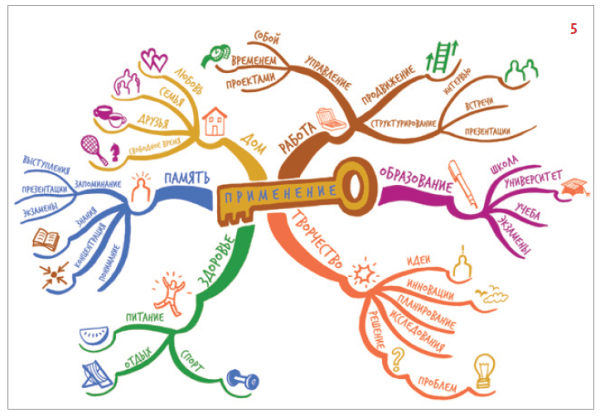 5
ПРИМЕНЕНИЕ
РАБОТА
УПРАВЛЕНИЕ
СОБОЙ
ВРЕМЕНЕМ
ПРОЕКТАМИ
ПРОДВИЖЕНИЕ
СТРУКТУРИРОВАНИЕ
ИНТЕРВЬЮ
ВСТРЕЧИ
ПРЕЗЕНТАЦИИ
ОБРАЗОВАНИЕ
ШКОЛА
УНИВЕРСИТЕТ
УЧЕБА
ЭКЗАМЕНЫ
ТВОРЧЕСТВО
ИДЕИ
ИННОВАЦИИ
ПЛАНИРОВАНИЕ
ИССЛЕДОВАНИЯ
РЕШЕНИЕ
ПРОБЛЕМ
ЗДОРОВЬЕ
ПИТАНИЕ
ОТДЫХ
СПОРТ
ПАМЯТЬ
ЗАПОМИНАНИЕ
ВЫСТУПЛЕНИЯ
ПРЕЗЕНТАЦИИ
ЭКЗАМЕНЫ
ЗНАНИЯ
КОНЦЕНТРАЦИЯ
ПОНИМАНИЕ
ДОМ
ЛЮБОВЬ
СЕМЬЯ
ДРУЗЬЯ
СВОБОДНОЕ ВРЕМЯ